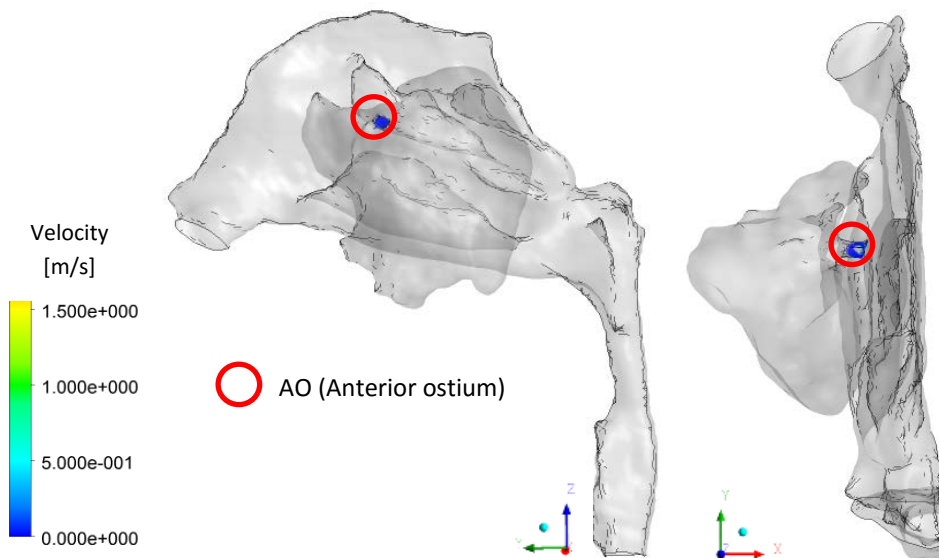 Velocity
[m/s]
1.500e+000
1.000e+000
5.000e-001
0.000e+000
AO (Anterior ostium)
Z
Y
X
Y
Z
X